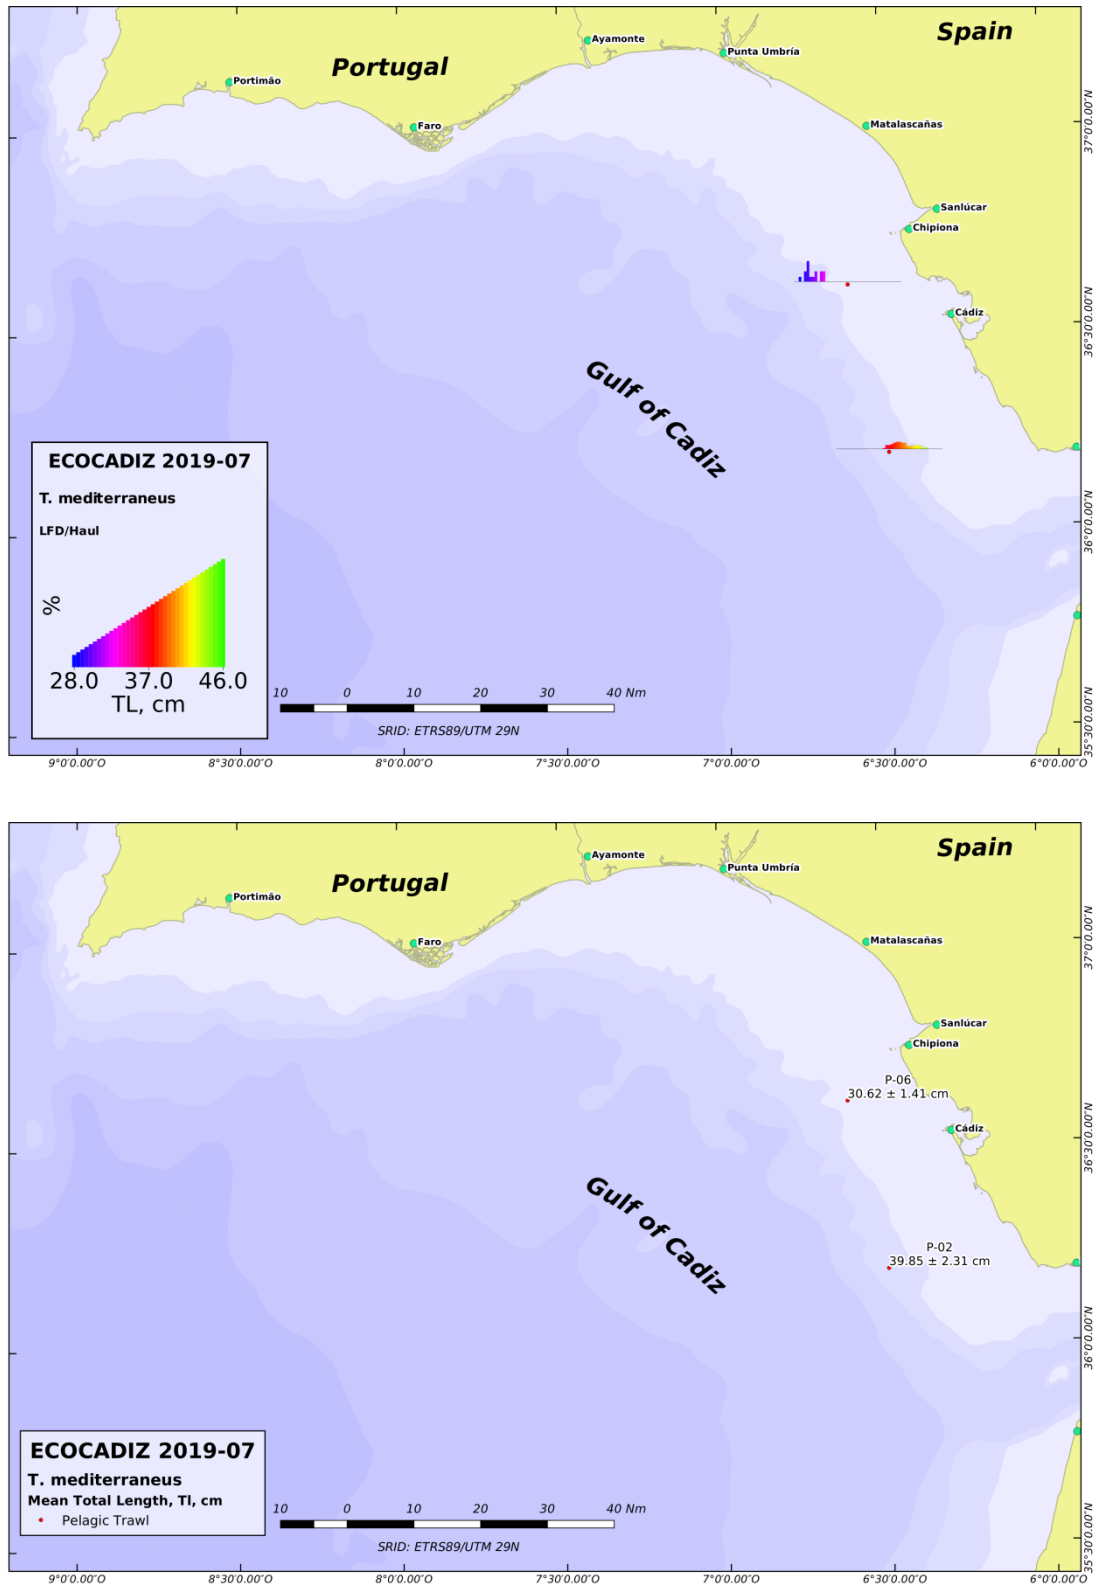 Spain
Ayamonte
Punta Umbría
Portugal
Portimão
Faro
Matalascañas
37°0'0.00"N
Sanlúcar
Chipiona
Cádiz
36°30'0.00"N
Gulf of Cadiz
ECOCADIZ 2019-07
T. mediterraneus
LFD/Haul
%
28.0 37.0 46.0
TL, cm
36°0'0.00"N
10 0 10 20 30 40 Nm
SRID: ETRS89/UTM 29N
35°30'0.00"N
9°0'0.00"O 8°30'0.00"O 8°0'0.00"O 7°30'0.00"O 7°0'0.00"O 6°30'0.00"O 6°0'0.00"O
Spain
Ayamonte
Punta Umbría
Portugal
Portimão
Faro
Matalascañas
37°0'0.00"N
Sanlúcar
Chipiona
P-06
30.62 ± 1.41 cm
Cádiz
36°30'0.00"N
Gulf of Cadiz
P-02
39.85 ± 2.31 cm
36°0'0.00"N
ECOCADIZ 2019-07
T. mediterraneus
Mean Total Length, Tl, cm
Pelagic Trawl
10 0 10 20 30 40 Nm
SRID: ETRS89/UTM 29N
35°30'0.00"N
9°0'0.00"O 8°30'0.00"O 8°0'0.00"O 7°30'0.00"O 7°0'0.00"O 6°30'0.00"O 6°0'0.00"O